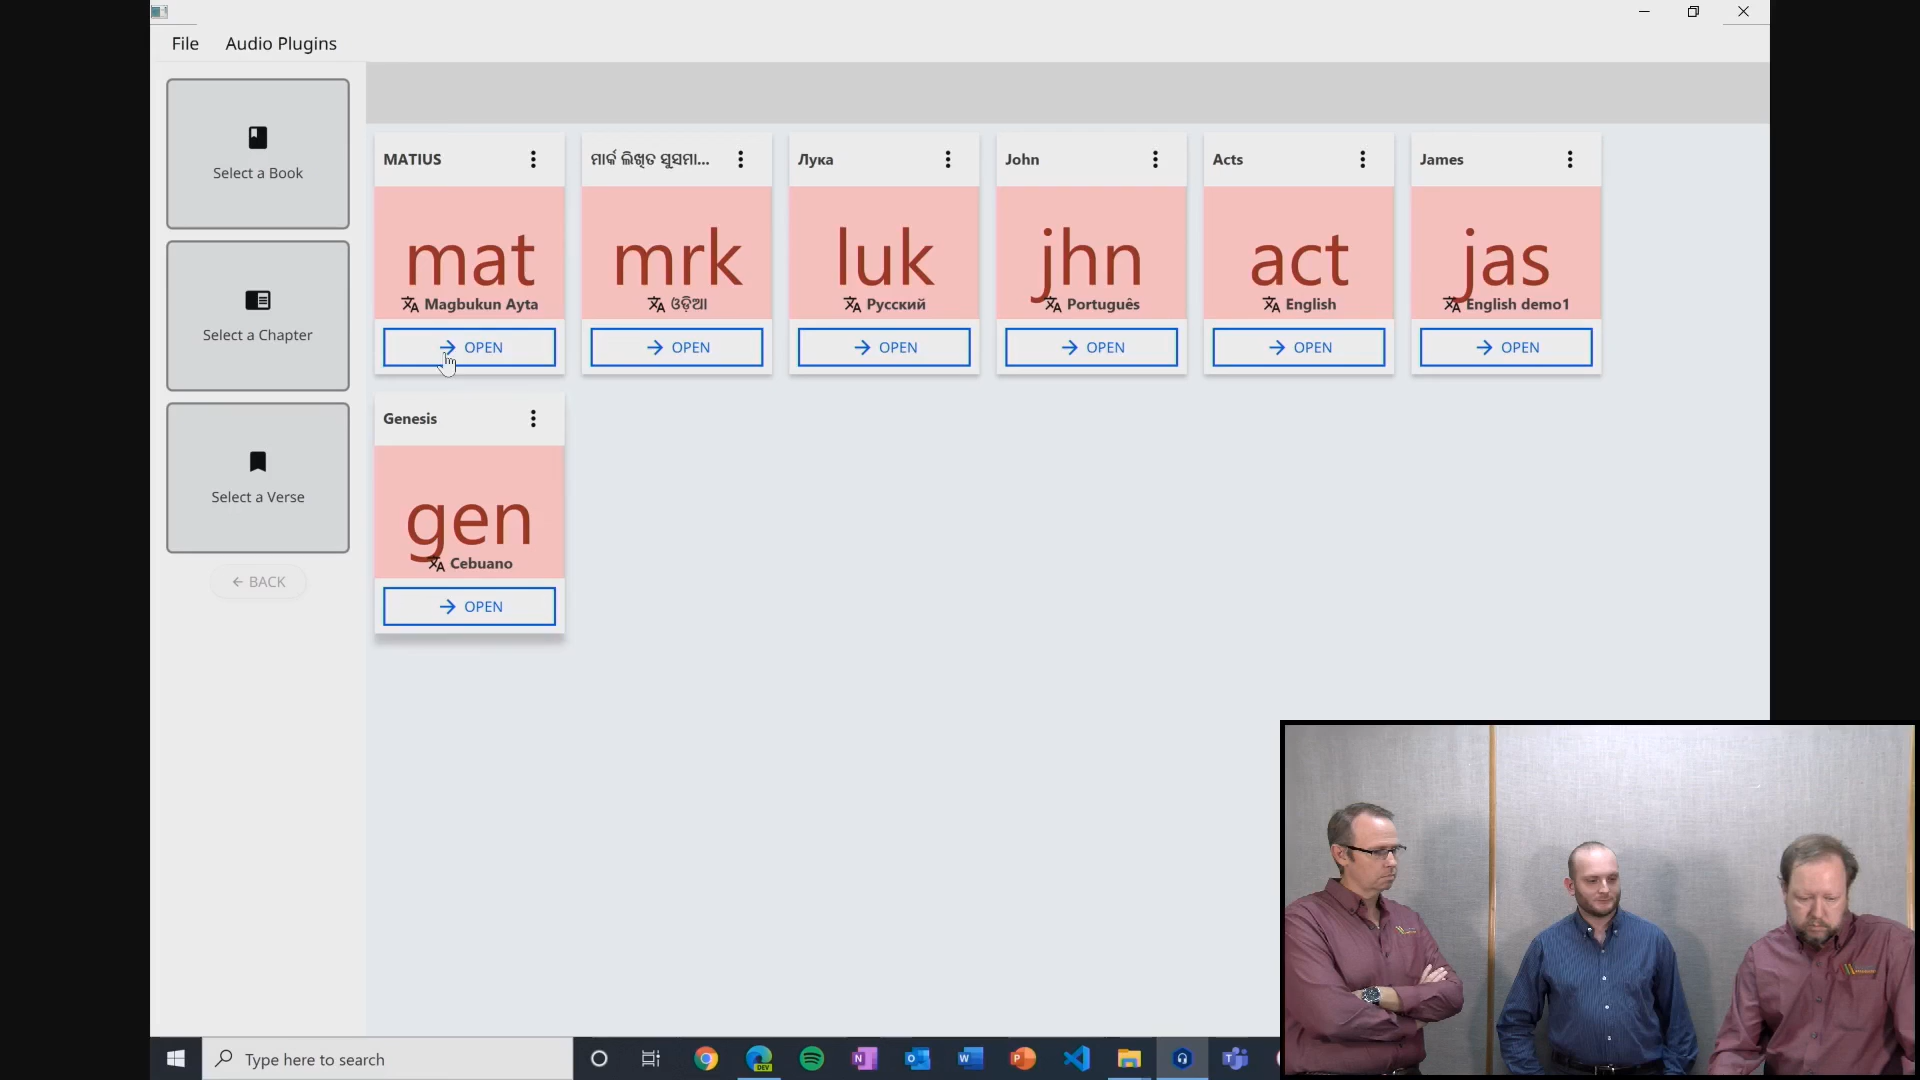 File Audio Plugins
Select a Book
Select a Chapter
Select a Verse
← BACK
MATIUS
mat
Magbukun Ayta
→ OPEN
ମାର୍କ ଲିଖିତ ସୁସମା...
mrk
ଓଡ଼ିଆ
→ OPEN
Лука
luk
Русский
→ OPEN
John
jhn
Português
→ OPEN
Acts
act
English
→ OPEN
James
jas
English demo1
→ OPEN
Genesis
gen
Cebuano
→ OPEN
Type here to search